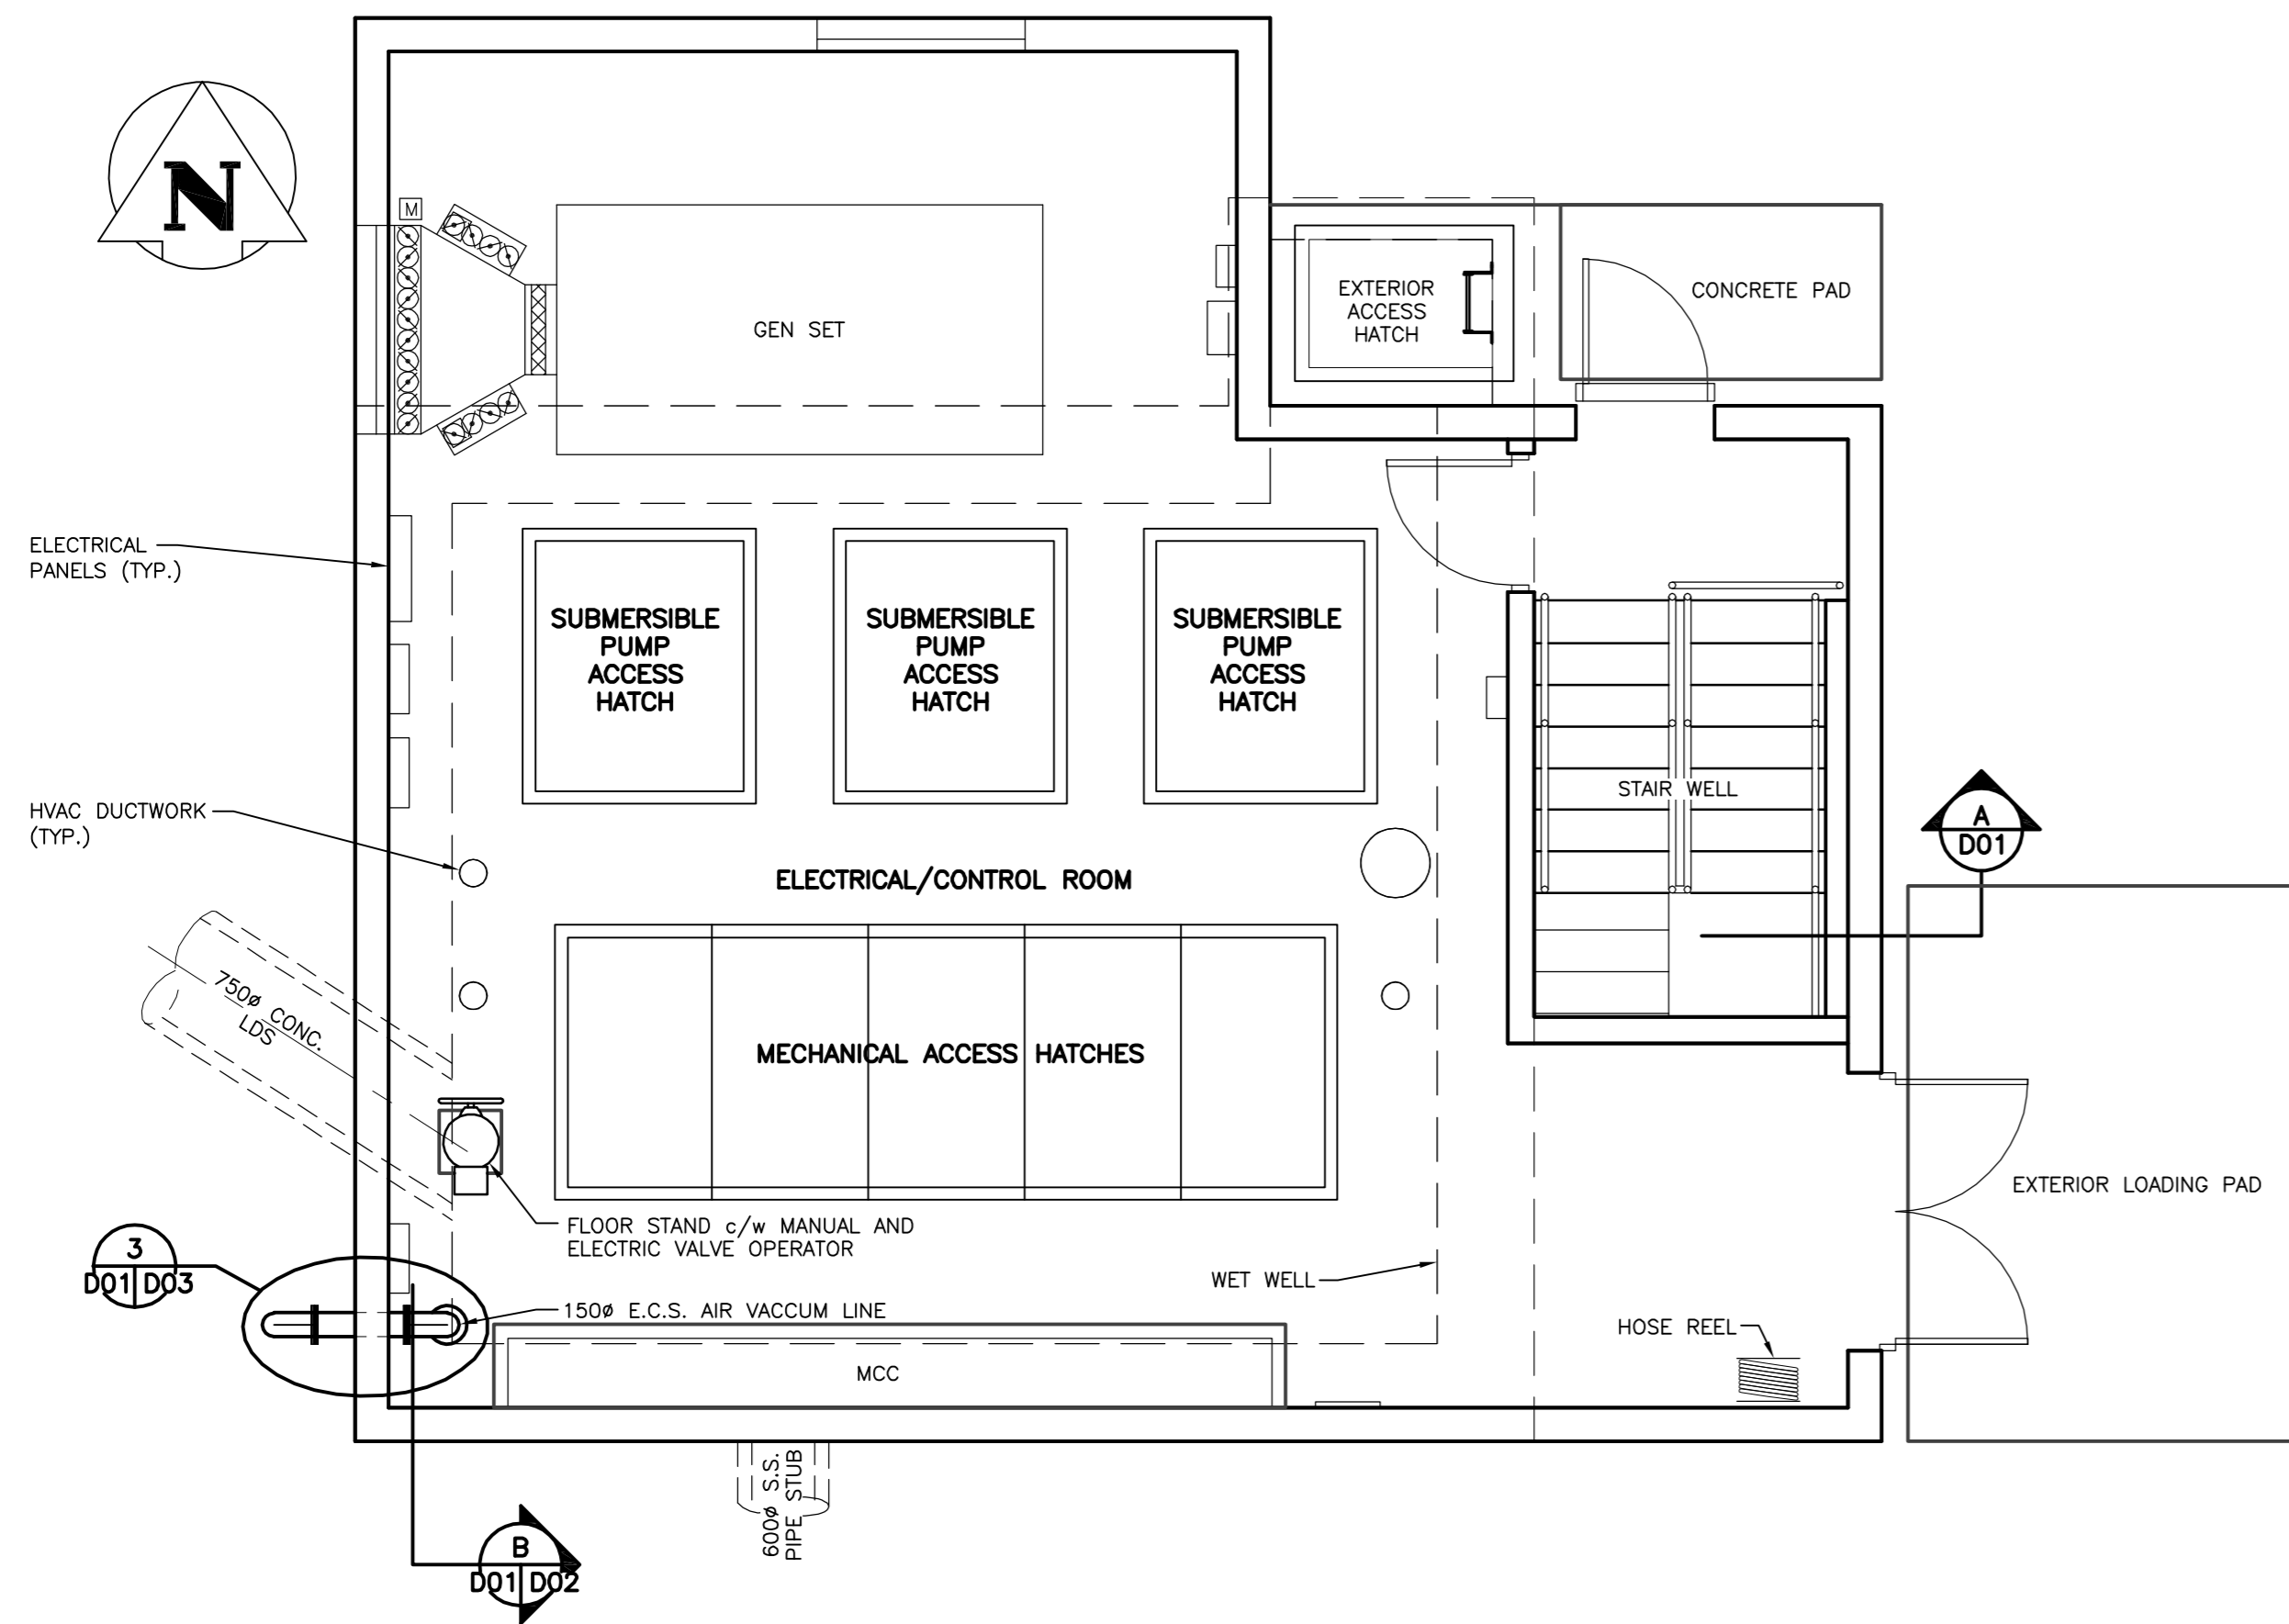 N
M
GEN SET
EXTERIOR
ACCESS
HATCH
CONCRETE PAD
ELECTRICAL
PANELS (TYP.)
SUBMERSIBLE
PUMP
ACCESS
HATCH
SUBMERSIBLE
PUMP
ACCESS
HATCH
SUBMERSIBLE
PUMP
ACCESS
HATCH
STAIR WELL
A
D01
HVAC DUCTWORK
(TYP.)
ELECTRICAL/CONTROL ROOM
750ø CONC.
LDS
MECHANICAL ACCESS HATCHES
EXTERIOR LOADING PAD
FLOOR STAND c/w MANUAL AND
ELECTRIC VALVE OPERATOR
3
D01 D03
WET WELL
150ø E.C.S. AIR VACCUM LINE
HOSE REEL
MCC
600ø S.S.
PIPE STUB
B
D01 D02